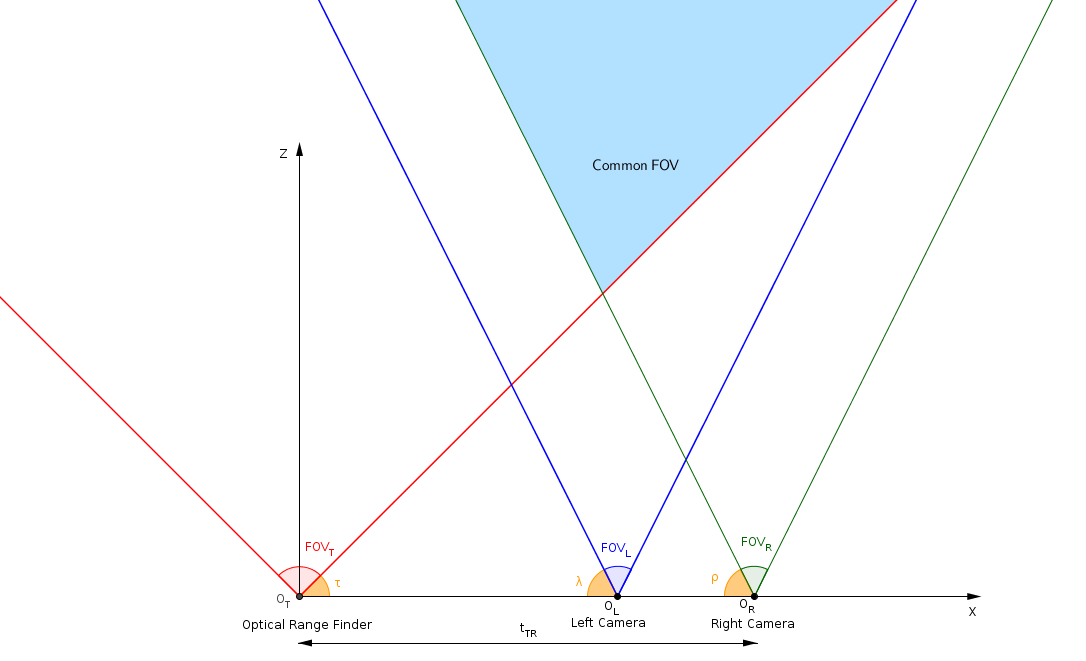 Common FOV
Z
FOV_T
FOV_L
FOV_R
τ
λ
ρ
O_T
O_L
O_R
X
Optical Range Finder
Left Camera
Right Camera
t_TR